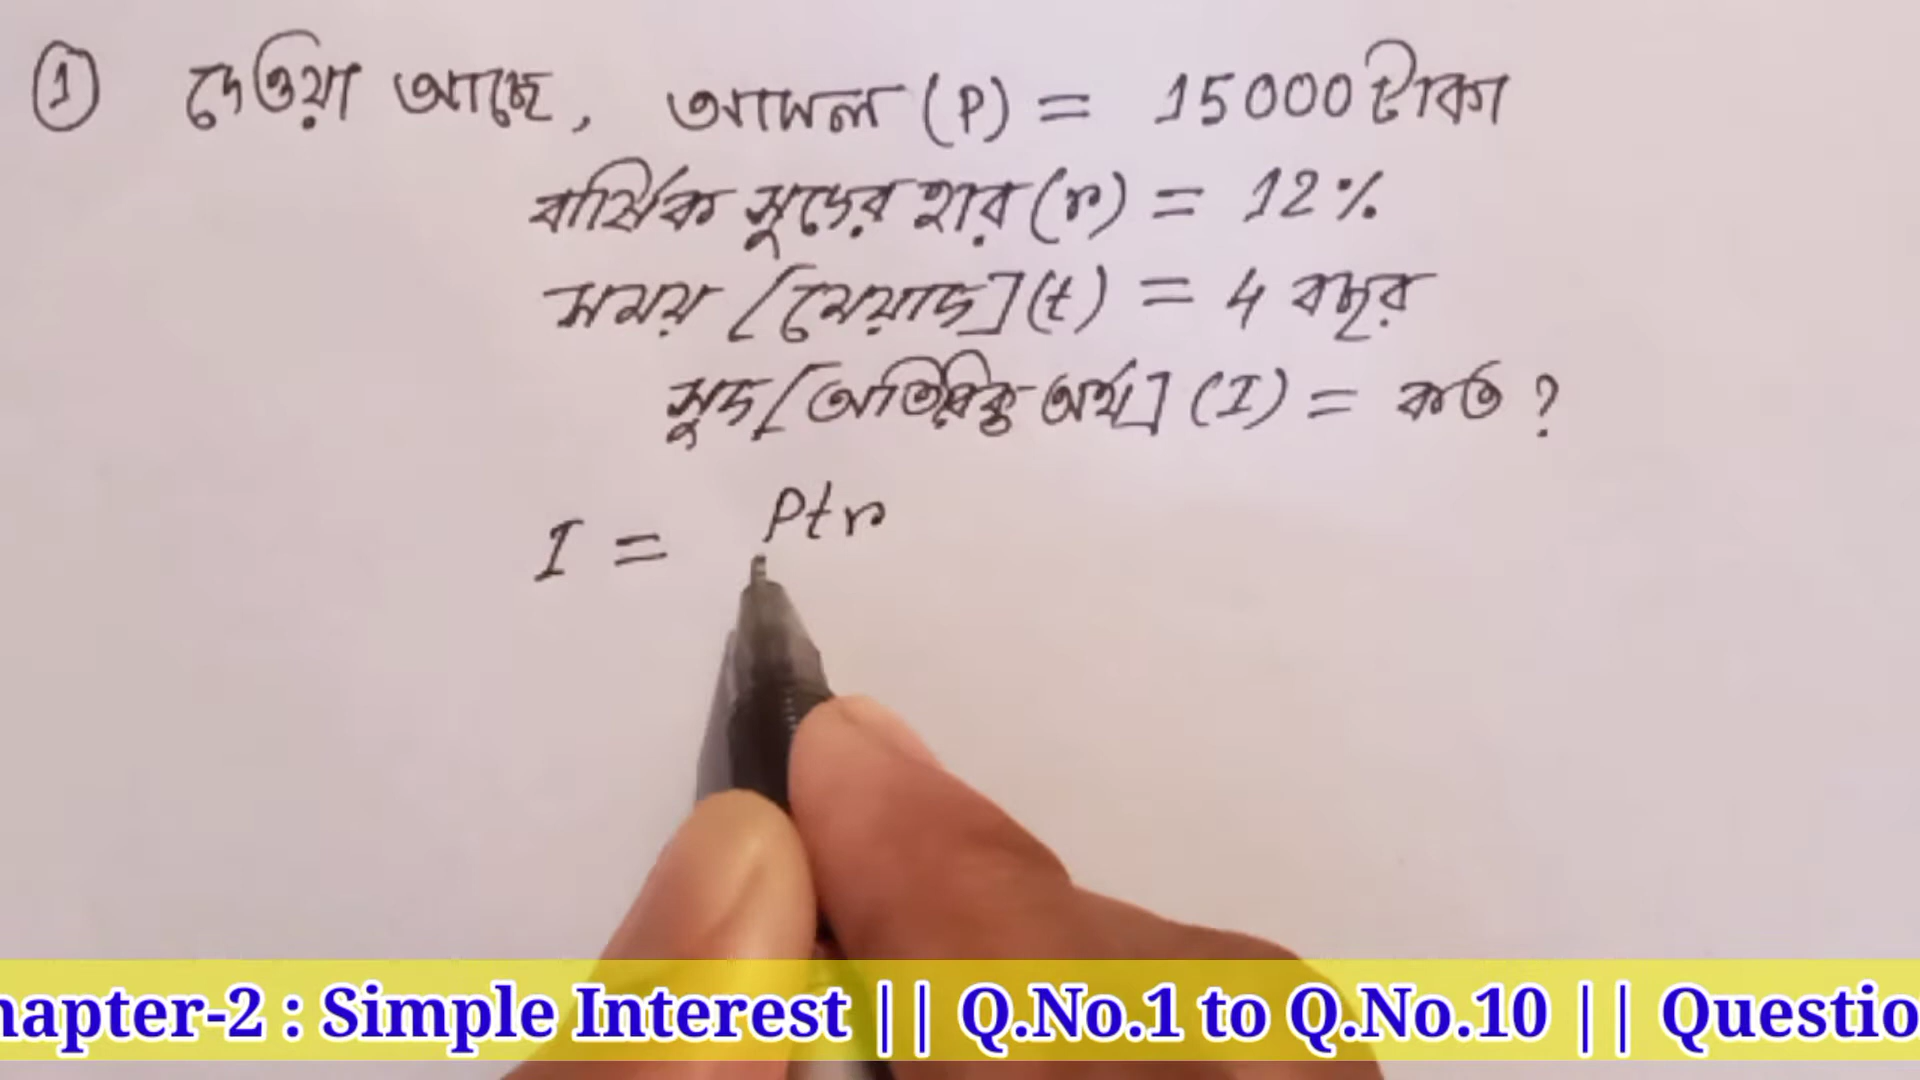 ① দেওয়া আছে, আসল (P) = 15000 টাকা
বার্ষিক সুদের হার (r) = 12%
সময় [মেয়াদ] (t) = 4 বছর
সুদ [অতিরিক্ত অর্থ] (I) = কত ?
I = Ptr
hapter-2 : Simple Interest || Q.No.1 to Q.No.10 || Questio